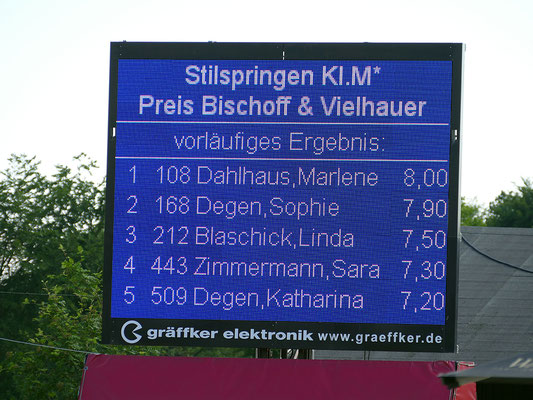 Stilspringen Kl.M*
Preis Bischoff & Vielhauer
vorläufiges Ergebnis:
1 108 Dahlhaus,Marlene 8,00
2 168 Degen,Sophie 7,90
3 212 Blaschick,Linda 7,50
4 443 Zimmermann,Sara 7,30
5 509 Degen,Katharina 7,20
gräffker elektronik www.graeffker.de